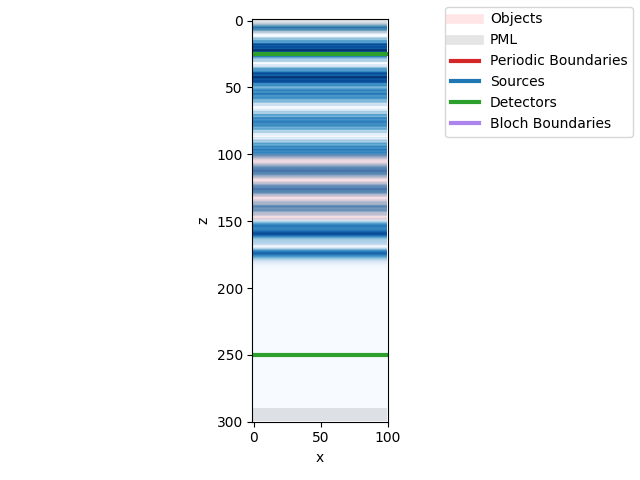 Objects
PML
Periodic Boundaries
Sources
Detectors
Bloch Boundaries
0
50
100
150
200
250
300
z
0
50
100
x